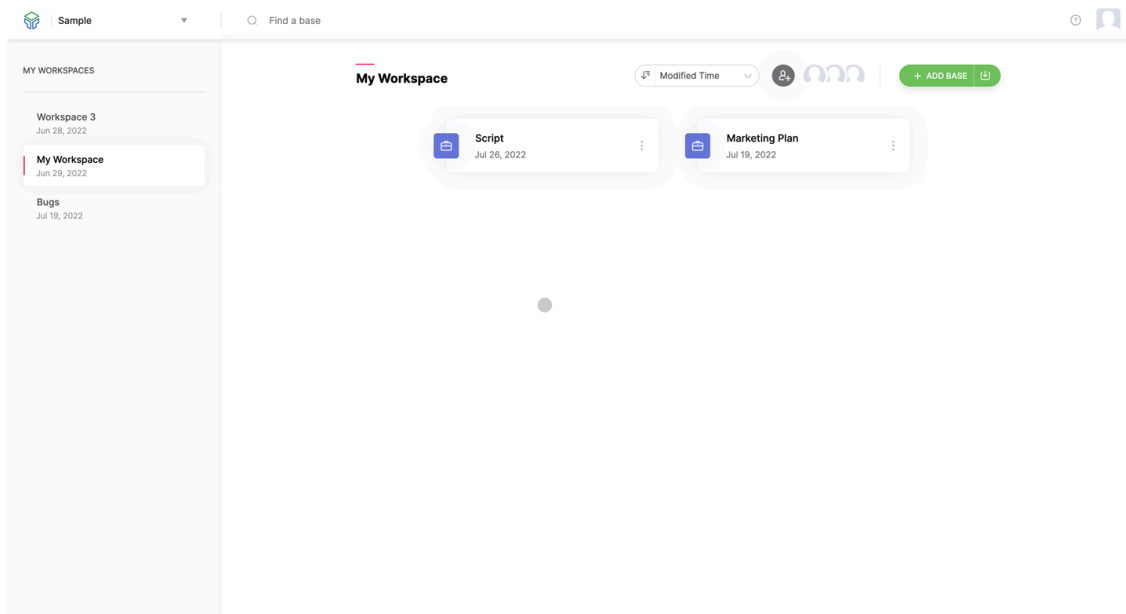 Sample
Find a base
MY WORKSPACES
Workspace 3
Jun 28, 2022
My Workspace
Jun 29, 2022
Bugs
Jul 19, 2022
My Workspace
Modified Time
+ ADD BASE
Script
Jul 26, 2022
Marketing Plan
Jul 19, 2022